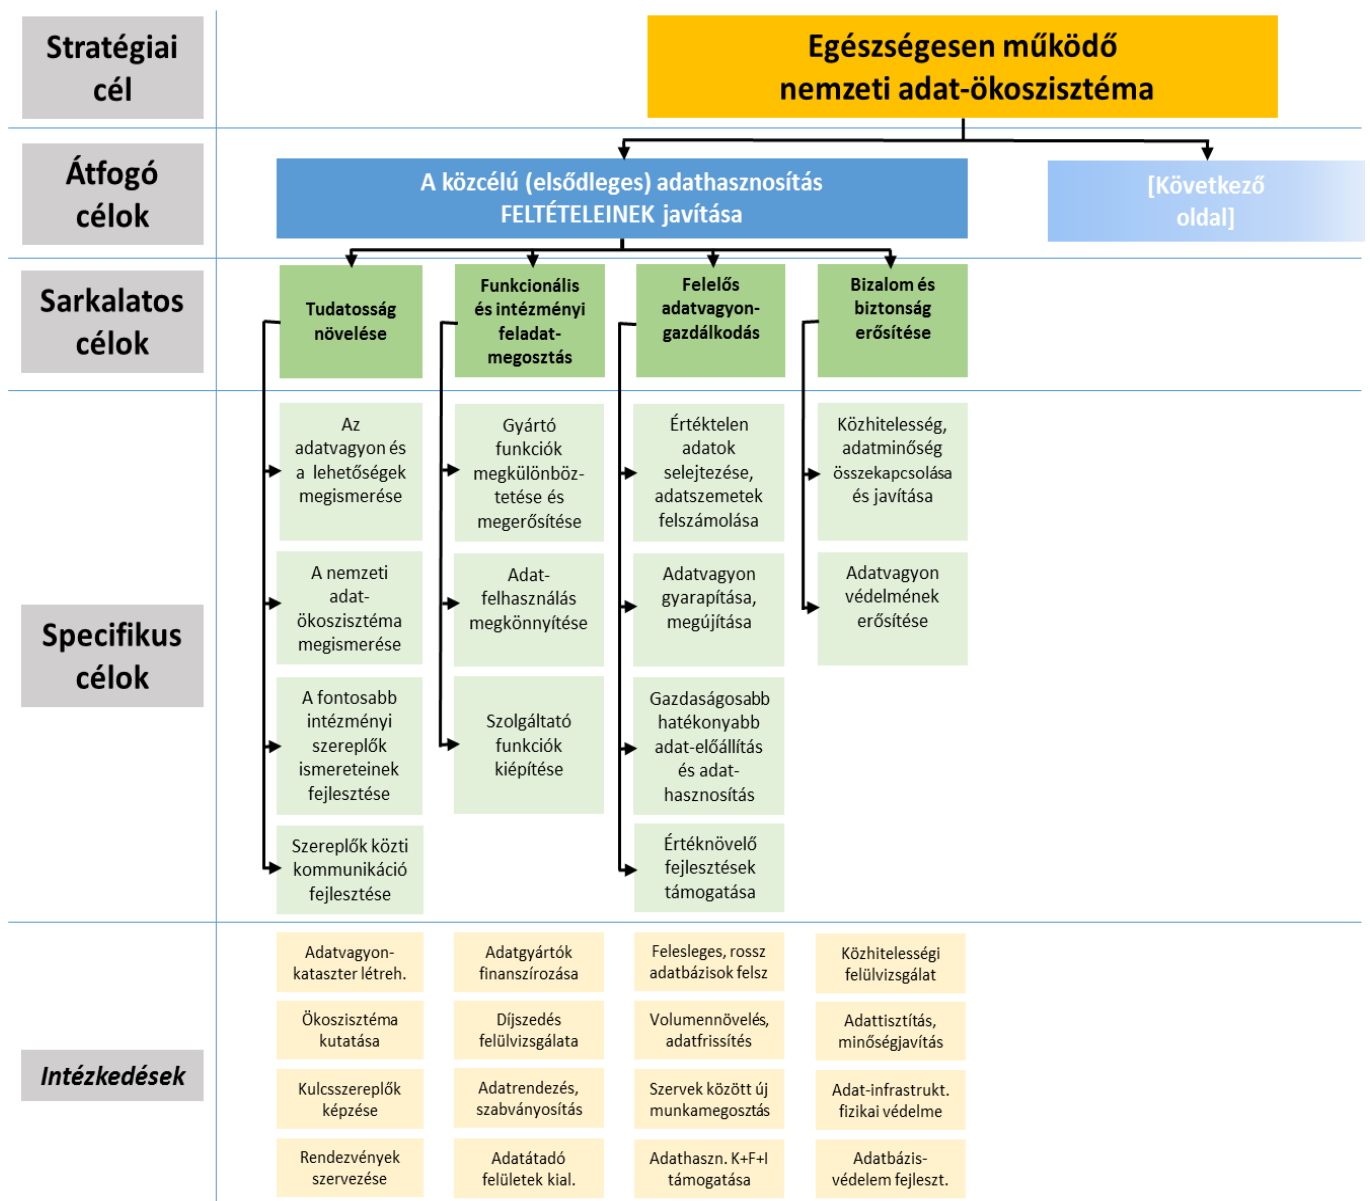 Stratégiai
cél
Egészségesen működő
nemzeti adat-ökoszisztéma
Átfogó
célok
A közcélú (elsődleges) adathasznosítás
FELTÉTELEINEK javítása
[Következő
oldal]
Sarkalatos
célok
Tudatosság
növelése
Funkcionális
és intézményi
feladat-
megosztás
Felelős
adatvagyon-
gazdálkodás
Bizalom és
biztonság
erősítése
Specifikus
célok
Az
adatvagyon és
a lehetőségek
megismerése
Gyártó
funkciók
megkülönböz-
tetése és
megerősítése
Értéktelen
adatok
selejtezése,
adatszemetek
felszámolása
Közhitelesség,
adatminőség
összekapcsolása
és javítása
A nemzeti
adat-
ökoszisztéma
megismerése
Adat-
felhasználás
megkönnyítése
Adatvagyon
gyarapítása,
megújítása
Adatvagyon
védelmének
erősítése
A fontosabb
intézményi
szereplők
ismereteinek
fejlesztése
Szolgáltató
funkciók
kiépítése
Gazdaságosabb
hatékonyabb
adat-előállítás
és adat-
hasznosítás
Szereplők közti
kommunikáció
fejlesztése
Értéknövelő
fejlesztések
támogatása
Intézkedések
Adatvagyon-
kataszter létreh.
Adatgyártók
finanszírozása
Felesleges, rossz
adatbázisok felsz
Közhitelességi
felülvizsgálat
Ökoszisztéma
kutatása
Díjszedés
felülvizsgálata
Volumennövelés,
adatfrissítés
Adattisztítás,
minőségjavítás
Kulcsszereplők
képzése
Adatrendezés,
szabványosítás
Szervek között új
munkamegosztás
Adat-infrastrukt.
fizikai védelme
Rendezvények
szervezése
Adatátadó
felületek kial.
Adathaszn. K+F+I
támogatása
Adatbázis-
védelem fejleszt.